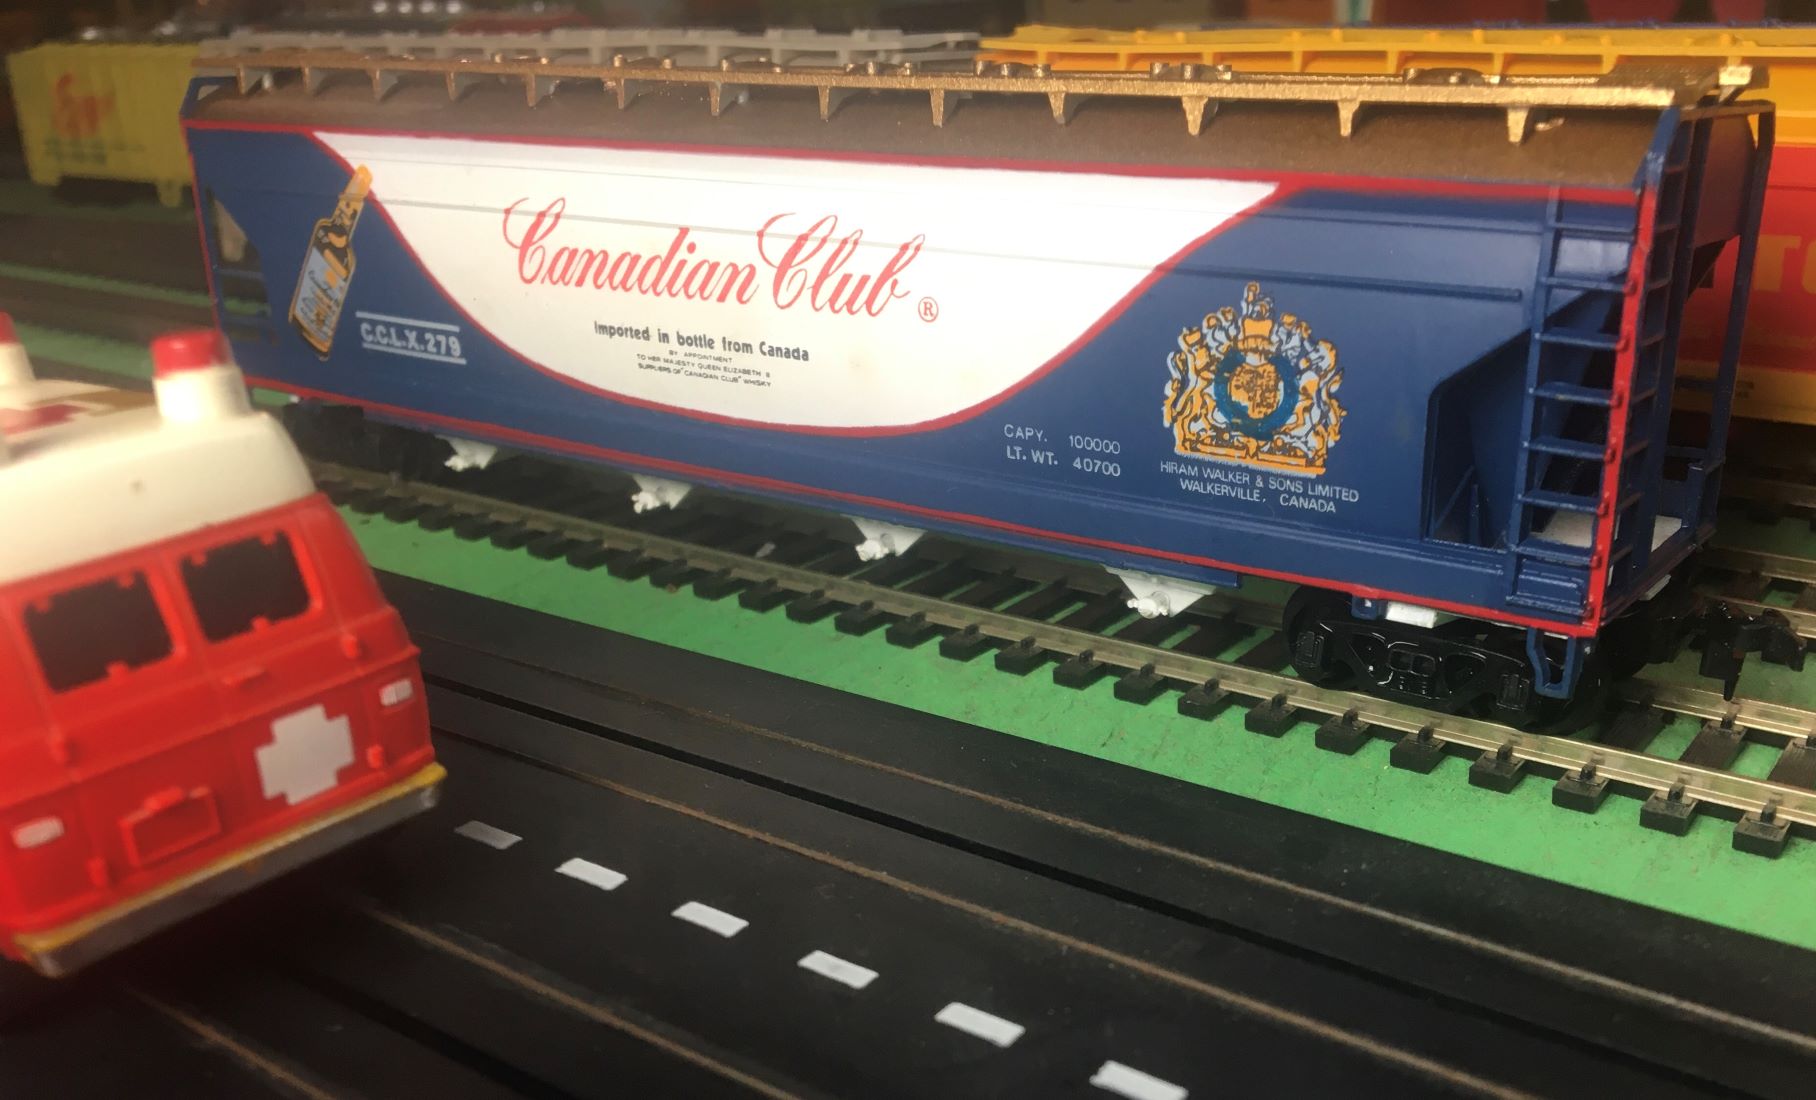 Canadian Club ®
Imported in bottle from Canada
BY APPOINTMENT
TO HER MAJESTY QUEEN ELIZABETH II
SUPPLIERS OF "CANADIAN CLUB" WHISKY
C.C.L.X.279
CAPY. 100000
LT. WT. 40700
HIRAM WALKER & SONS LIMITED
WALKERVILLE, CANADA